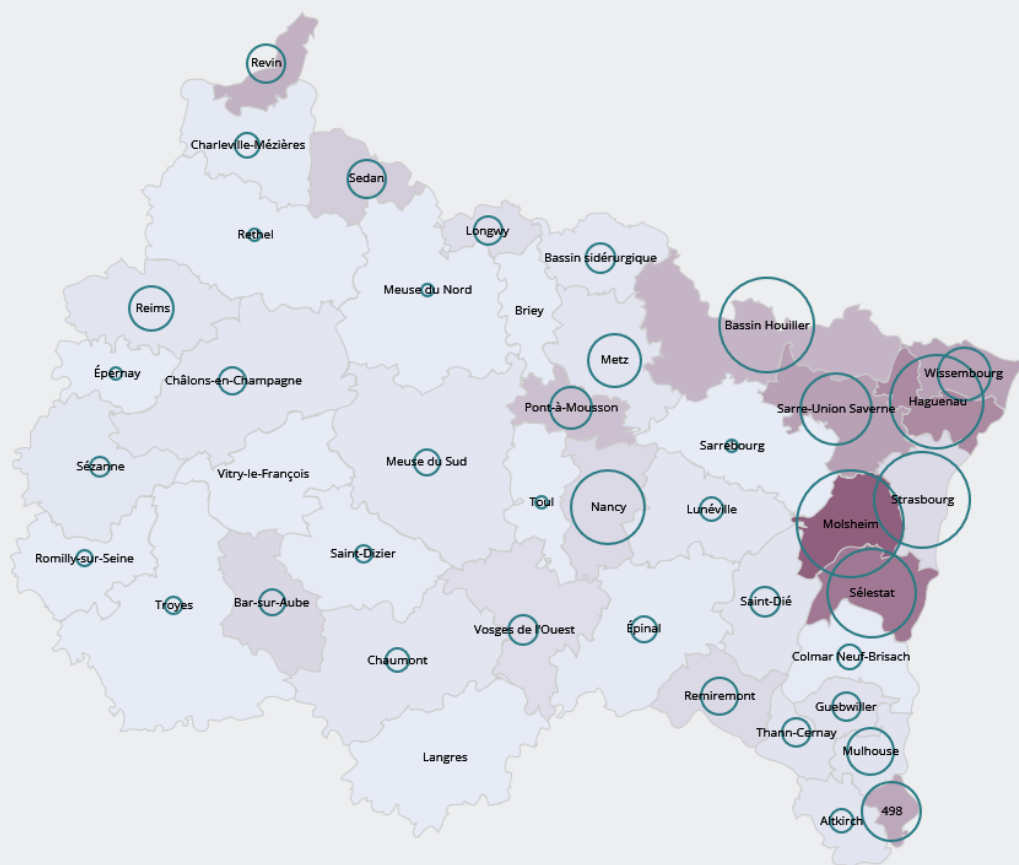 Revin
Charleville-Mézières
Sedan
Longwy
Rethel
Bassin sidérurgique
Meuse du Nord
Reims
Briey
Bassin Houiller
Metz
Épernay
Châlons-en-Champagne
Wissembourg
Haguenau
Pont-à-Mousson
Sarre-Union Saverne
Sarrebourg
Sézanne
Meuse du Sud
Vitry-le-François
Toul
Nancy
Lunéville
Strasbourg
Molsheim
Romilly-sur-Seine
Saint-Dizier
Sélestat
Troyes
Bar-sur-Aube
Saint-Dié
Vosges de l'Ouest
Épinal
Chaumont
Colmar Neuf-Brisach
Remiremont
Guebwiller
Thann-Cernay
Mulhouse
Langres
498
Altkirch